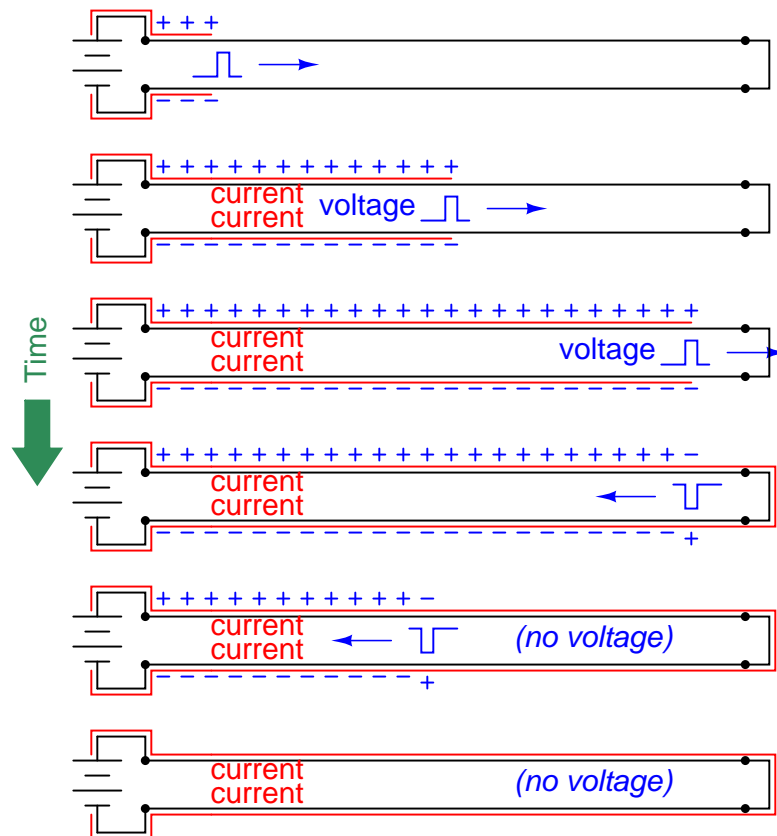 + + +
− − −
+ + + + + + + + + + + + +
current
current voltage
− − − − − − − − − − − − −
+ + + + + + + + + + + + + + + + + + + + + + +
Time
current
current voltage
− − − − − − − − − − − − − − − − − − − − − − −
+ + + + + + + + + + + + + + + + + + + + + + −
current
current
− − − − − − − − − − − − − − − − − − − − − −
+
+ + + + + + + + + + + −
current
current (no voltage)
− − − − − − − − − − −
+
current
current (no voltage)